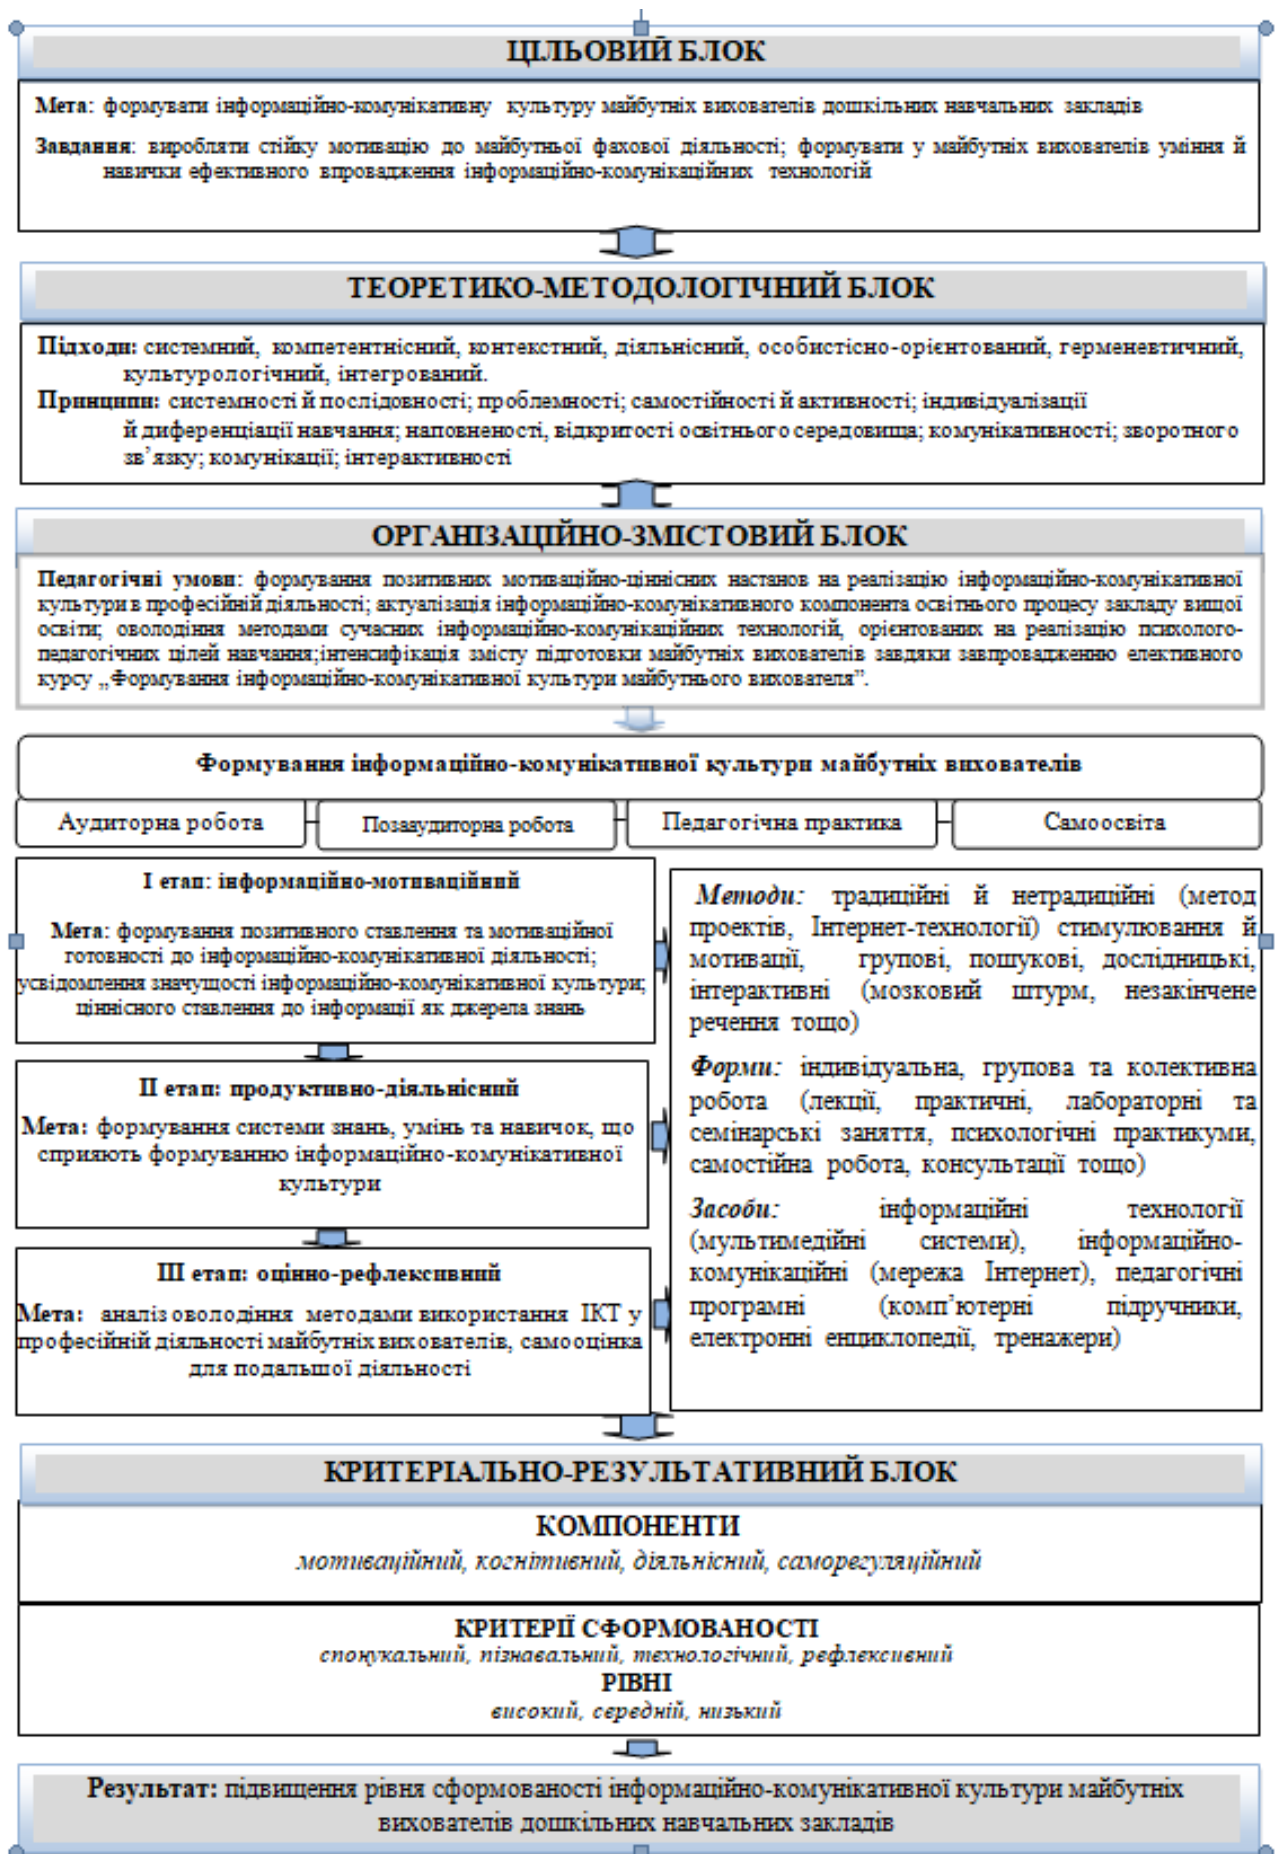 ЦІЛЬОВИЙ БЛОК
Мета: формувати інформаційно-комунікативну культуру майбутніх вихователів дошкільних навчальних закладів
Завдання: виробляти стійку мотивацію до майбутньої фахової діяльності; формувати у майбутніх вихователів уміння й
навички ефективного впровадження інформаційно-комунікаційних технологій
ТЕОРЕТИКО-МЕТОДОЛОГІЧНИЙ БЛОК
Підходи: системний, компетентнісний, контекстний, діяльнісний, особистісно-орієнтований, герменевтичний,
культурологічний, інтегрований.
Принципи: системності й послідовності; проблемності; самостійності й активності; індивідуалізації
й диференціації навчання; наповненості, відкритості освітнього середовища; комунікативності; зворотного
зв’язку; комунікації; інтерактивності
ОРГАНІЗАЦІЙНО-ЗМІСТОВИЙ БЛОК
Педагогічні умови: формування позитивних мотиваційно-ціннісних настанов на реалізацію інформаційно-комунікативної
культури в професійній діяльності; актуалізація інформаційно-комунікативного компонента освітнього процесу закладу вищої
освіти; оволодіння методами сучасних інформаційно-комунікаційних технологій, орієнтованих на реалізацію психолого-
педагогічних цілей навчання;інтенсифікація змісту підготовки майбутніх вихователів завдяки завпровадженню елективного
курсу „Формування інформаційно-комунікативної культури майбутнього вихователя”.
Формування інформаційно-комунікативної культури майбутніх вихователів
Аудиторна робота
Позааудиторна робота
Педагогічна практика
Самоосвіта
І етап: інформаційно-мотиваційний
Мета: формування позитивного ставлення та мотиваційної
готовності до інформаційно-комунікативної діяльності;
усвідомлення значущості інформаційно-комунікативної культури;
ціннісного ставлення до інформації як джерела знань
ІІ етап: продуктивно-діяльнісний
Мета: формування системи знань, умінь та навичок, що
сприяють формуванню інформаційно-комунікативної
культури
ІІІ етап: оцінно-рефлексивний
Мета: аналіз оволодіння методами використання ІКТ у
професійній діяльності майбутніх вихователів, самооцінка
для подальшої діяльності
Методи: традиційні й нетрадиційні (метод
проектів, Інтернет-технології) стимулювання й
мотивації, групові, пошукові, дослідницькі,
інтерактивні (мозковий штурм, незакінчене
речення тощо)
Форми: індивідуальна, групова та колективна
робота (лекції, практичні, лабораторні та
семінарські заняття, психологічні практикуми,
самостійна робота, консультації тощо)
Засоби: інформаційні технології
(мультимедійні системи), інформаційно-
комунікаційні (мережа Інтернет), педагогічні
програмні (комп’ютерні підручники,
електронні енциклопедії, тренажери)
КРИТЕРІАЛЬНО-РЕЗУЛЬТАТИВНИЙ БЛОК
КОМПОНЕНТИ
мотиваційний, когнітивний, діяльнісний, саморегуляційний
КРИТЕРІЇ СФОРМОВАНОСТІ
спонукальний, пізнавальний, технологічний, рефлексивний
РІВНІ
високий, середній, низький
Результат: підвищення рівня сформованості інформаційно-комунікативної культури майбутніх
вихователів дошкільних навчальних закладів